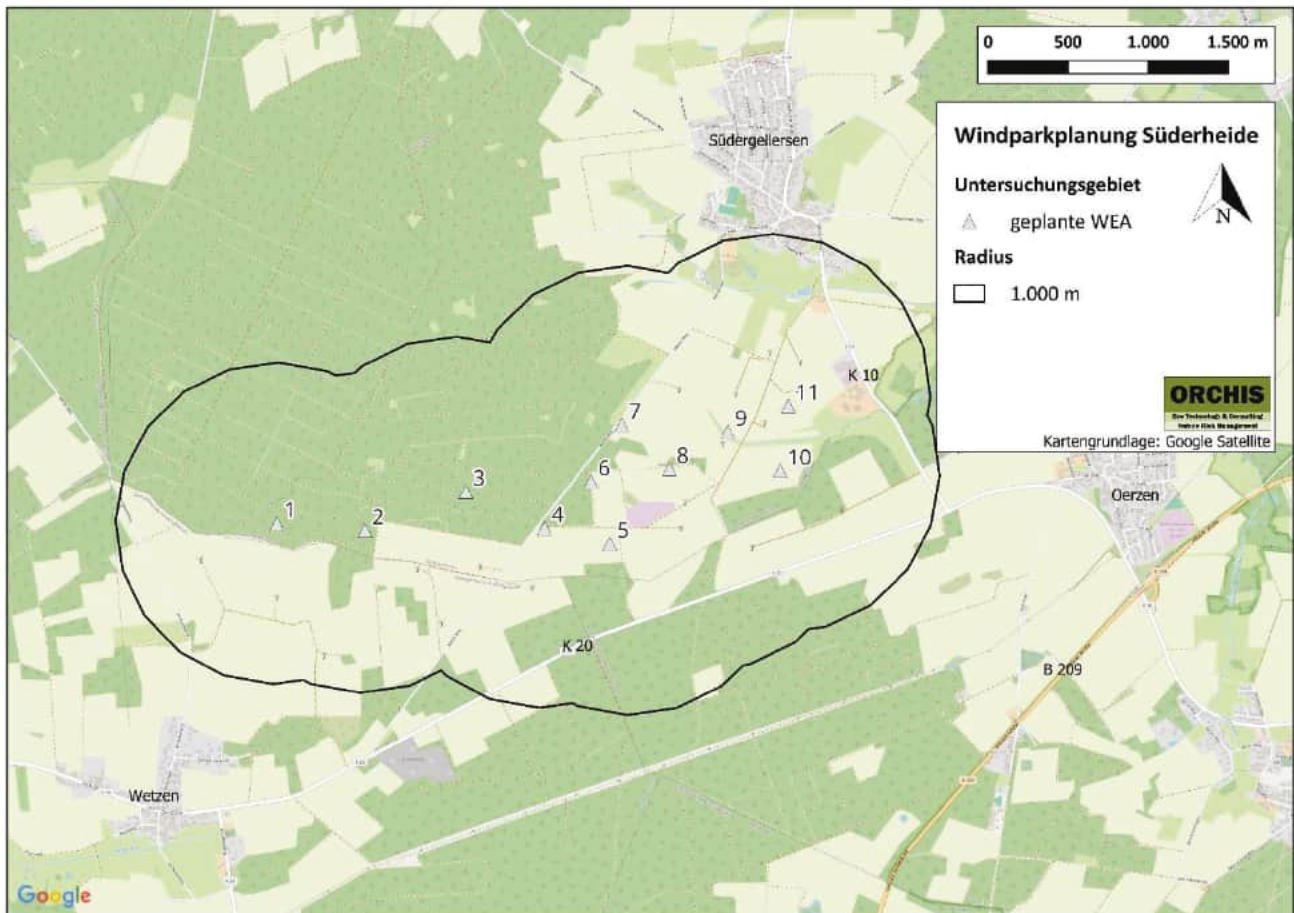 0 500 1.000 1.500 m
Windparkplanung Süderheide
Untersuchungsgebiet
geplante WEA
N
Radius
1.000 m
ORCHIS
Kartengrundlage: Google Satellite
Südergellersen
K 10
11
7
9
8
10
6
3
1
2
4
5
Oerzen
K 20
B 209
Wetzen
Google